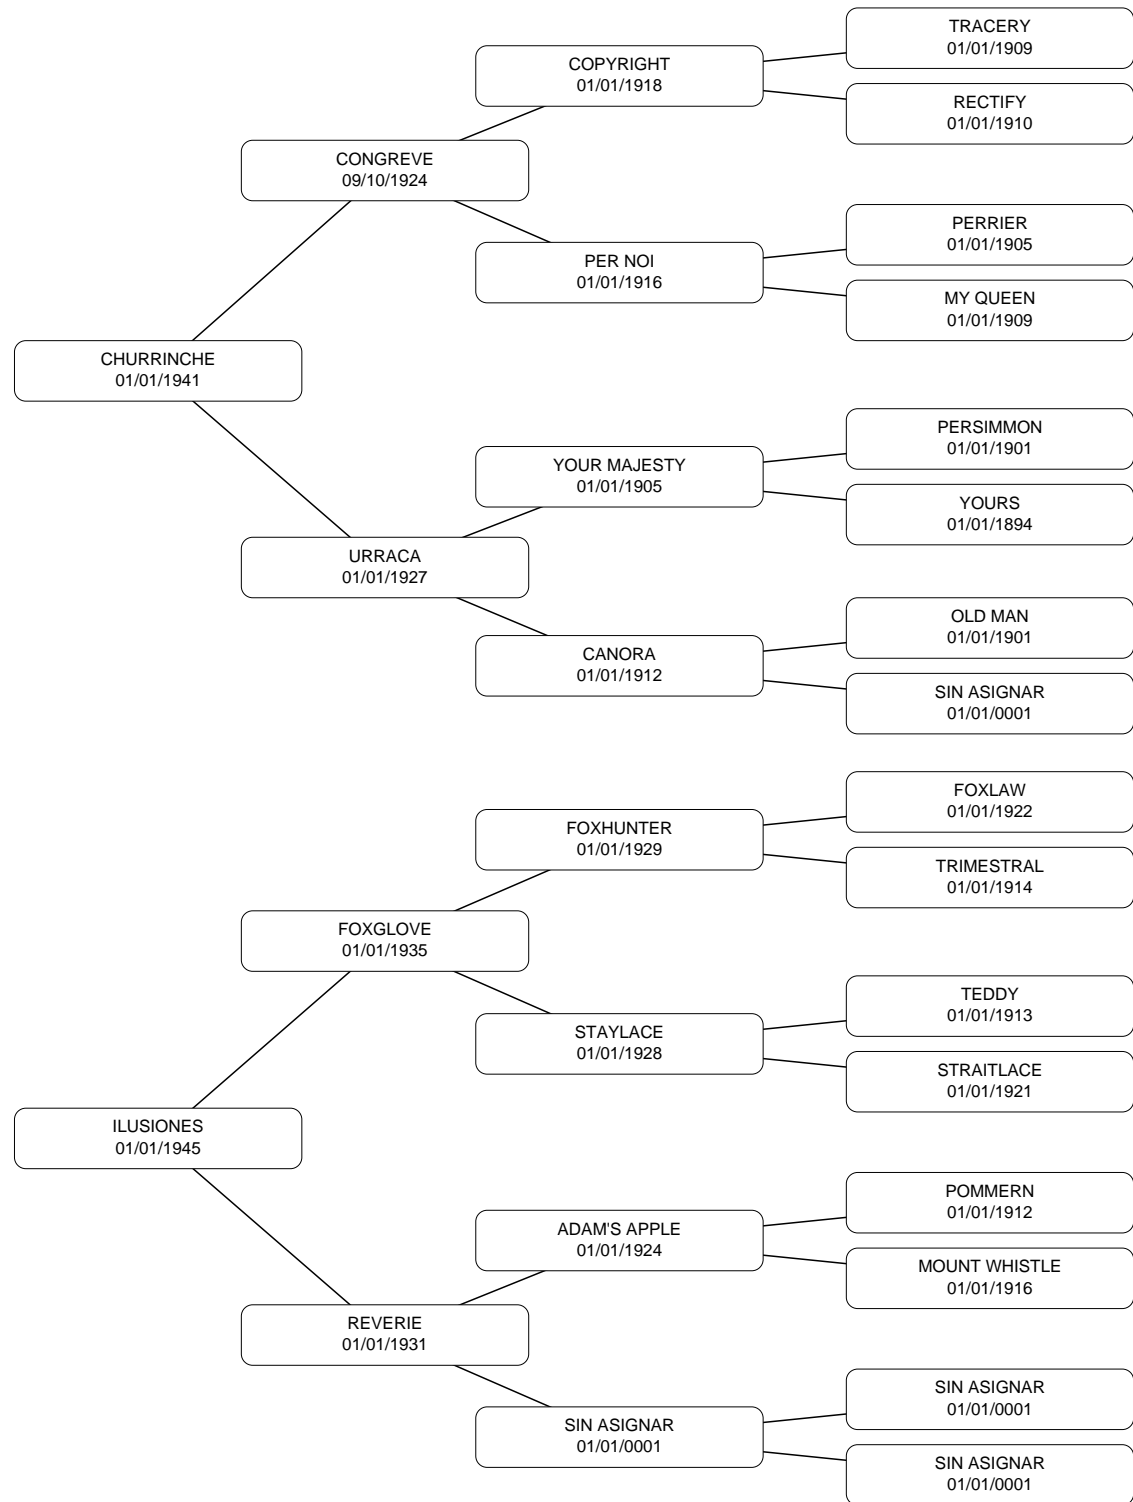 TRACERY
01/01/1909
COPYRIGHT
01/01/1918
RECTIFY
01/01/1910
CONGREVE
09/10/1924
PERRIER
01/01/1905
PER NOI
01/01/1916
MY QUEEN
01/01/1909
CHURRINCHE
01/01/1941
PERSIMMON
01/01/1901
YOUR MAJESTY
01/01/1905
YOURS
01/01/1894
URRACA
01/01/1927
OLD MAN
01/01/1901
CANORA
01/01/1912
SIN ASIGNAR
01/01/0001
FOXLAW
01/01/1922
FOXHUNTER
01/01/1929
TRIMESTRAL
01/01/1914
FOXGLOVE
01/01/1935
TEDDY
01/01/1913
STAYLACE
01/01/1928
STRAITLACE
01/01/1921
ILUSIONES
01/01/1945
POMMERN
01/01/1912
ADAM'S APPLE
01/01/1924
MOUNT WHISTLE
01/01/1916
REVERIE
01/01/1931
SIN ASIGNAR
01/01/0001
SIN ASIGNAR
01/01/0001
SIN ASIGNAR
01/01/0001